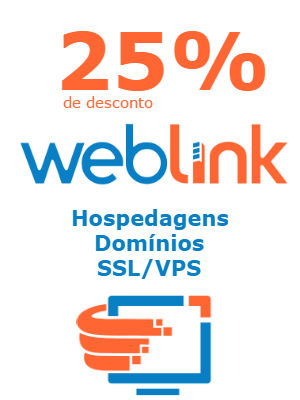 25%
de desconto
weblink
Hospedagens
Domínios
SSL/VPS